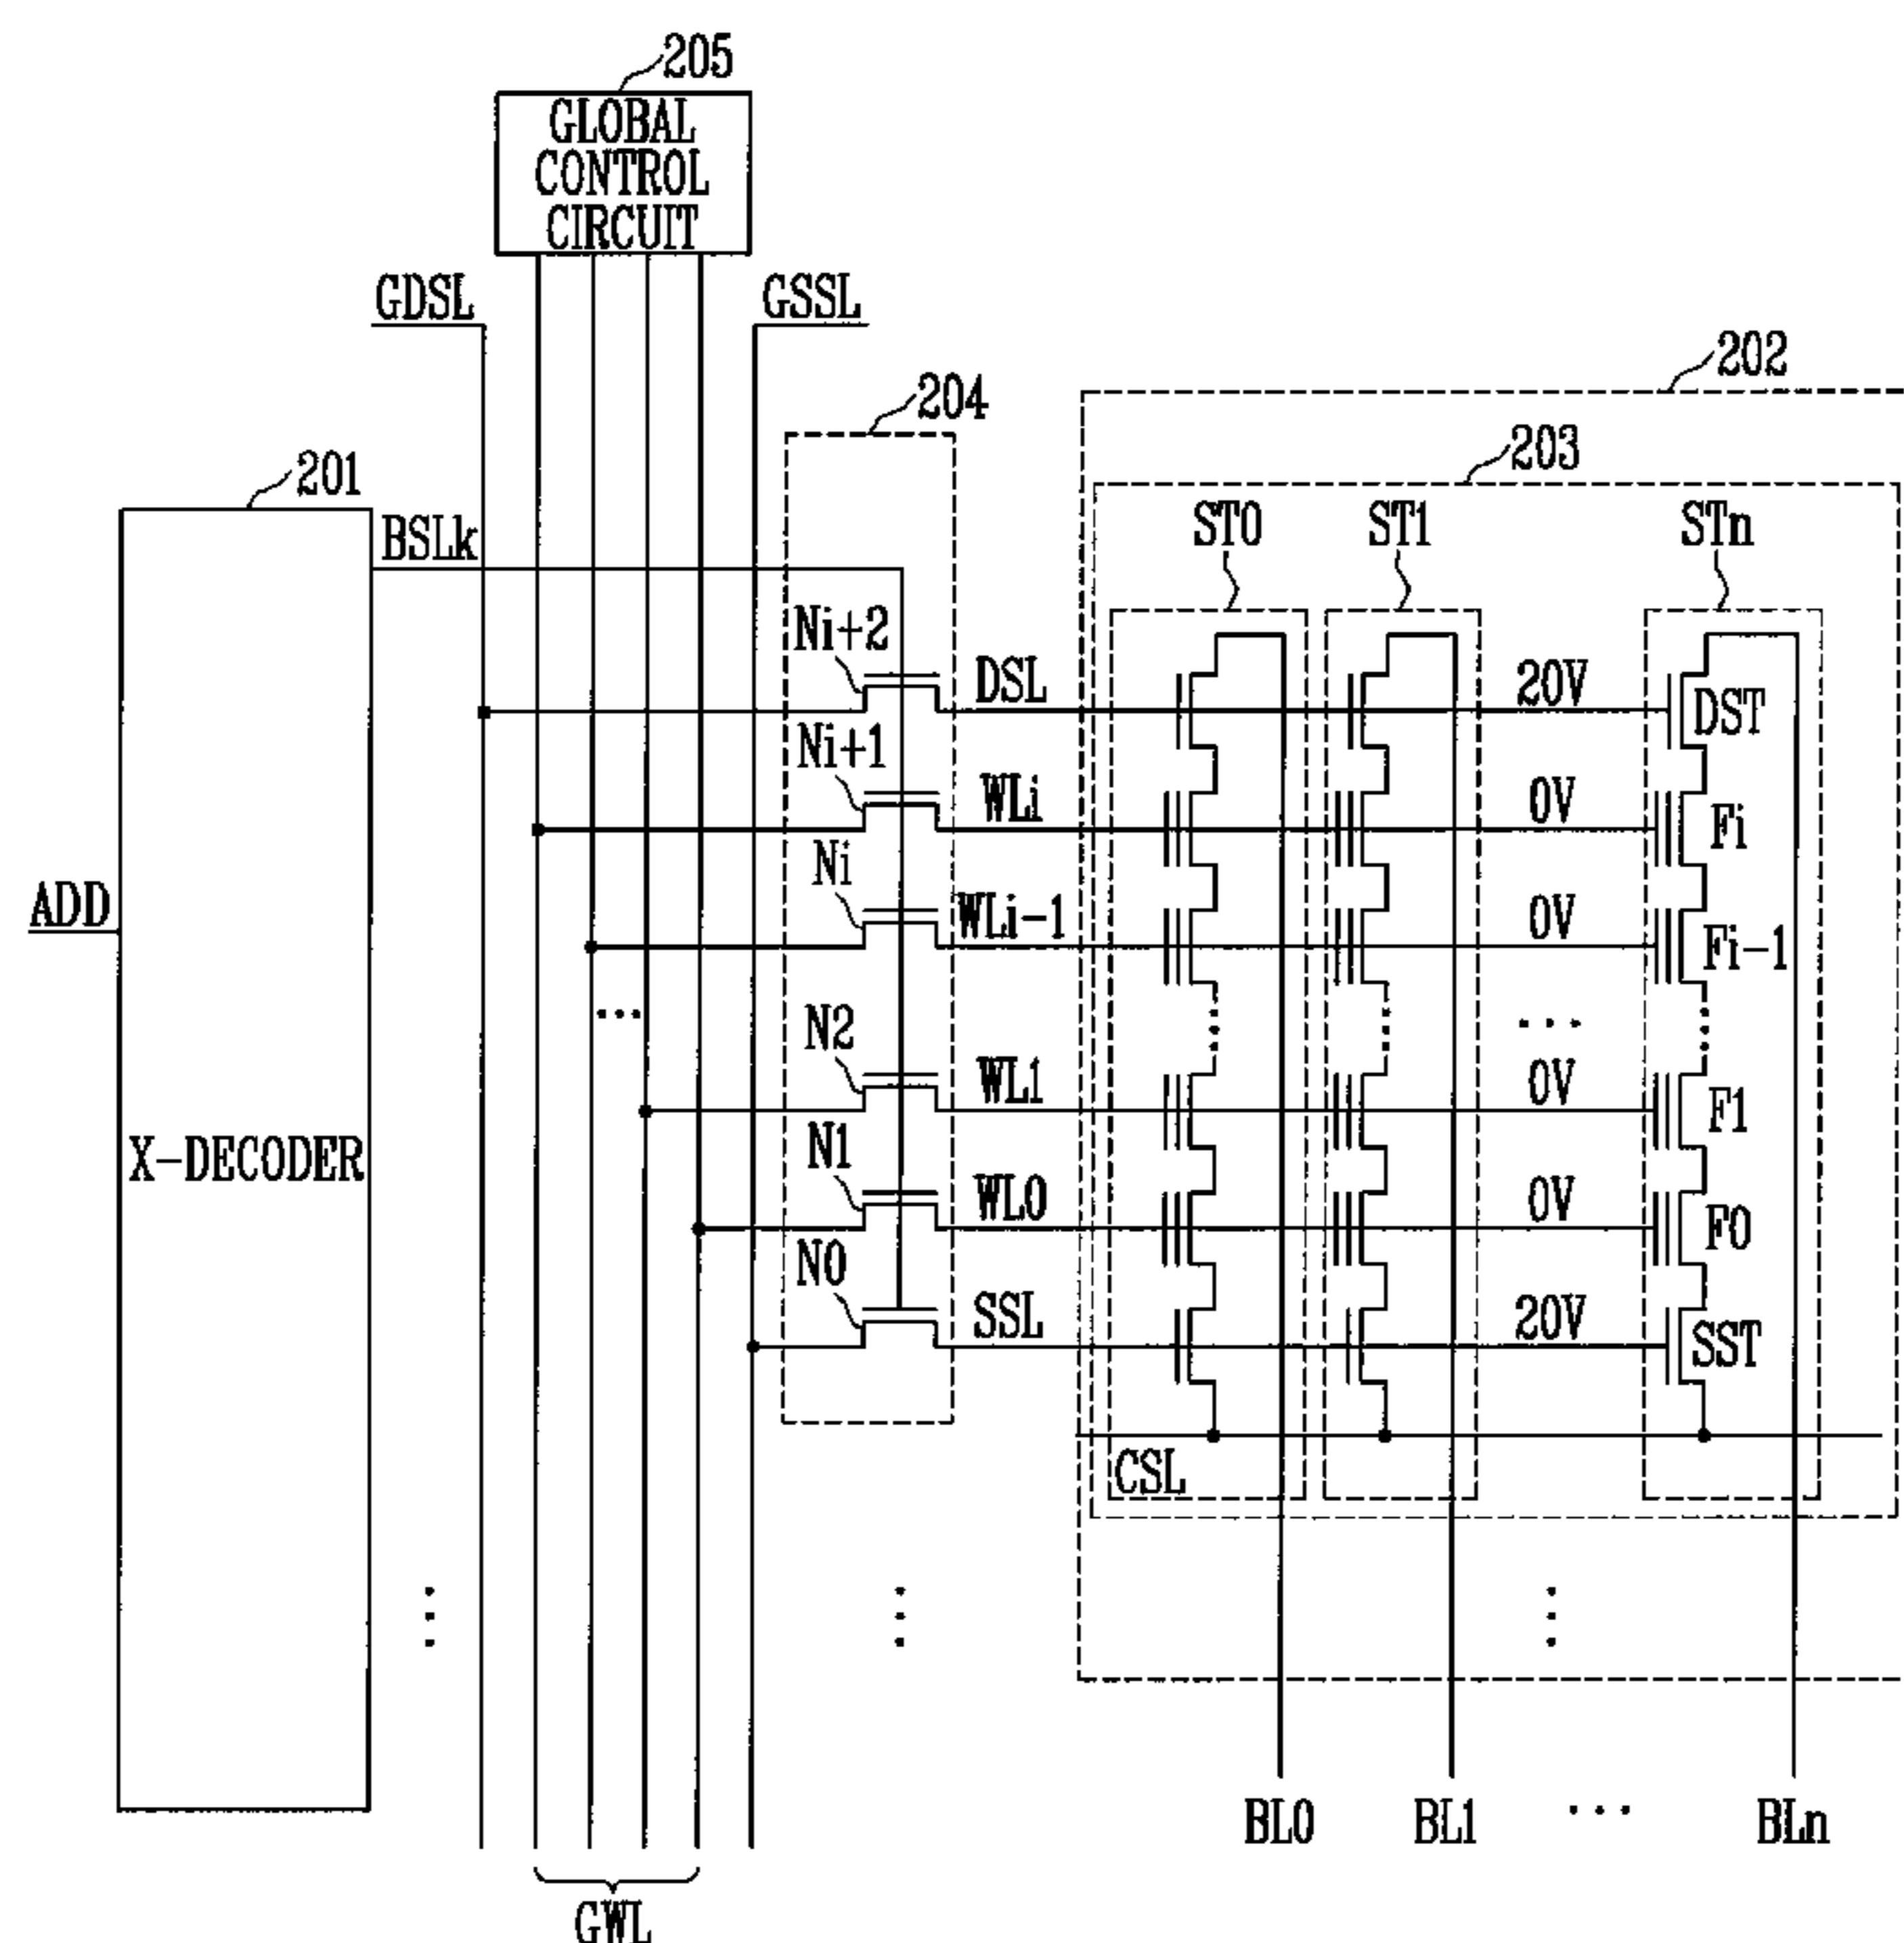 205
GLOBAL
CONTROL
CIRCUIT
GDSL
GSSL
202
204
203
201
BSLk
ST0
ST1
STn
Ni+2
DSL
20V
DST
Ni+1
WLi
0V
Fi
Ni
WLi-1
0V
Fi-1
ADD
...
N2
WL1
...
0V
F1
X-DECODER
N1
WL0
0V
F0
N0
SSL
20V
SST
CSL
BL0
BL1
...
BLn
GWL